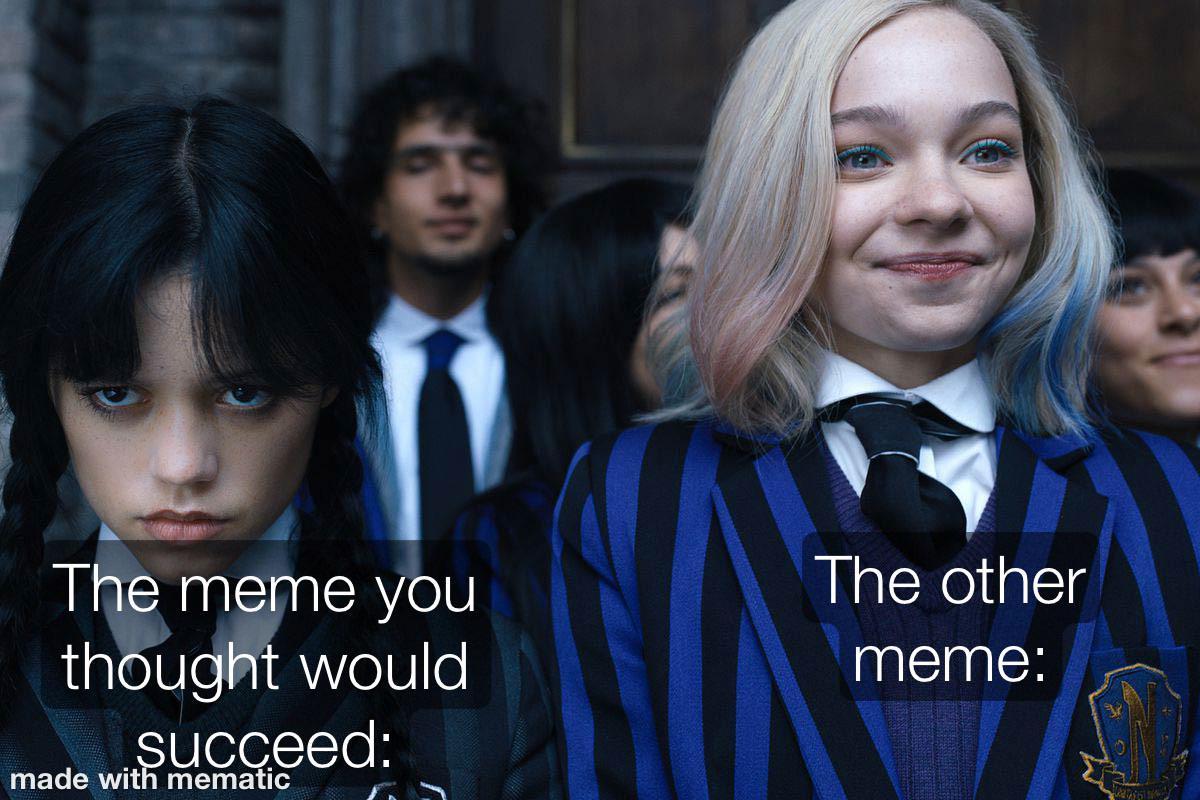 The meme you
thought would
succeed:
The other
meme:
made with mematic
N